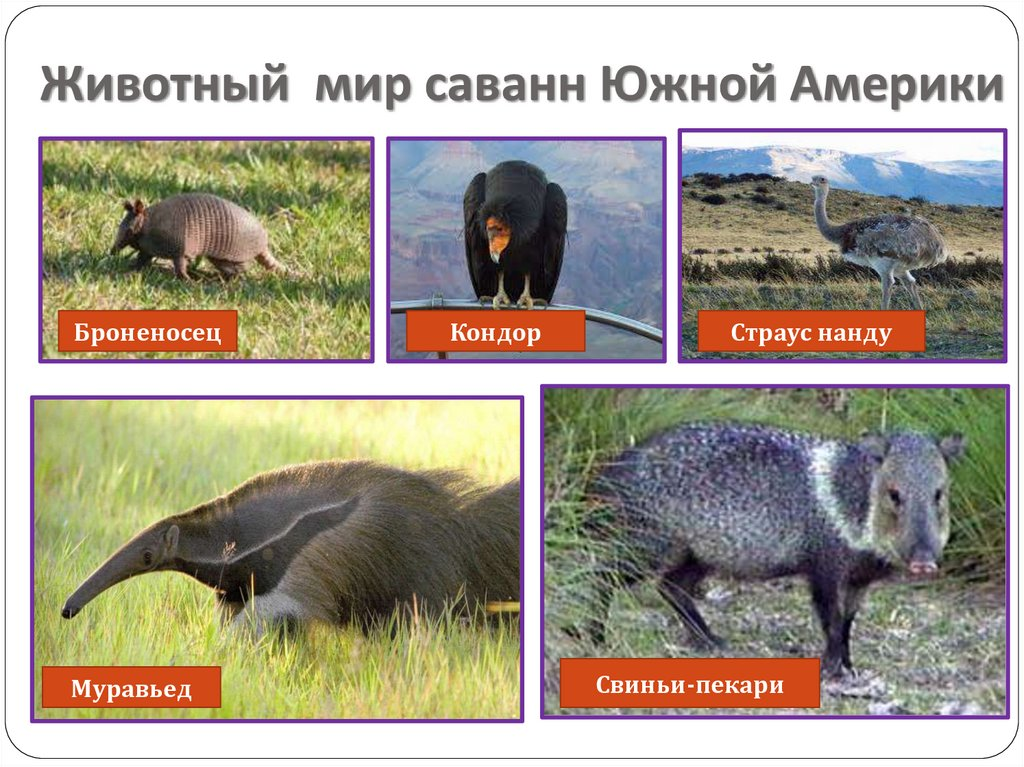 Животный мир саванн Южной Америки
Броненосец
Кондор
Страус нанду
Муравьед
Свиньи-пекари